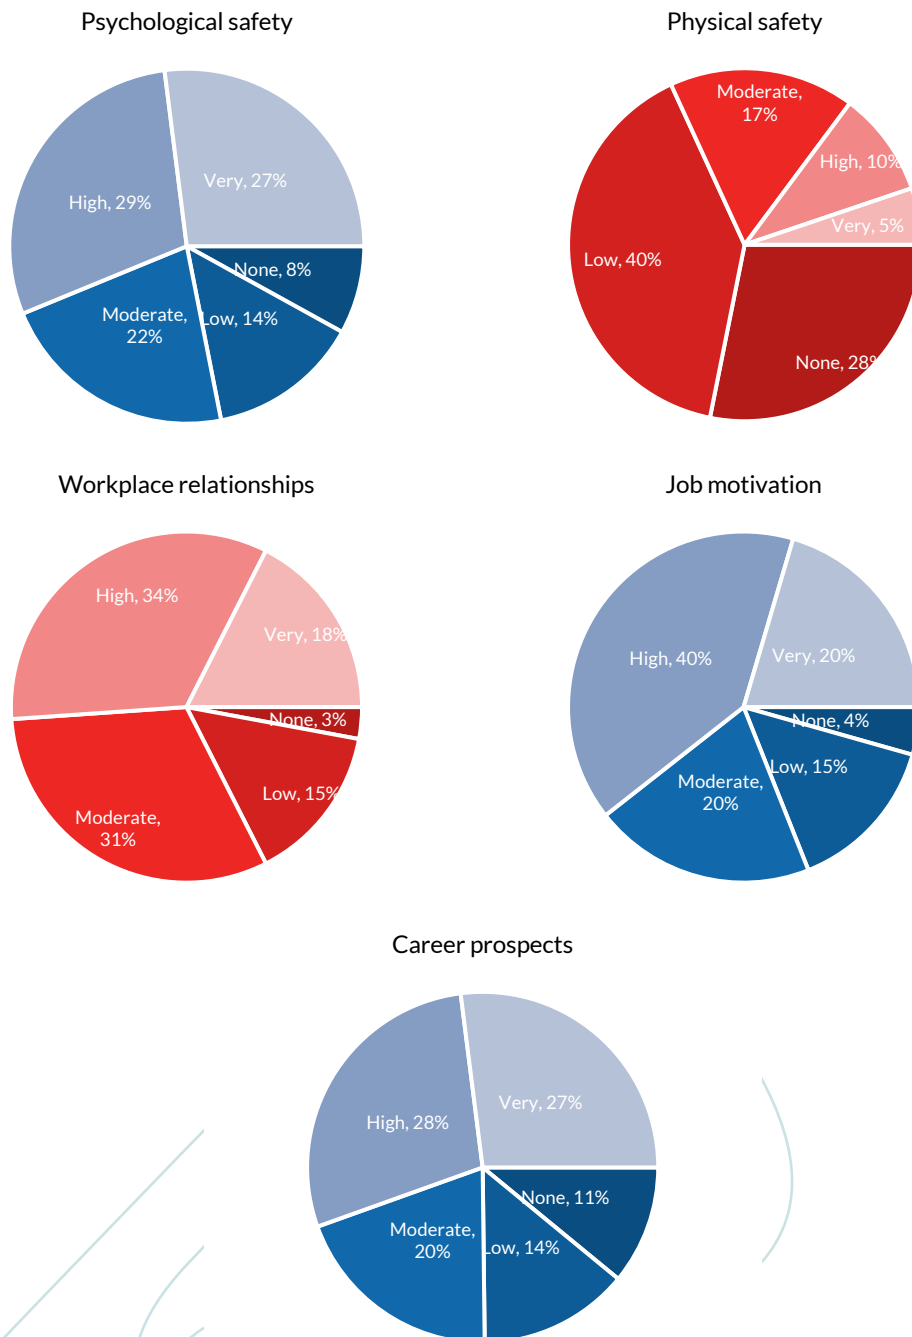 Psychological safety
Very, 27%
High, 29%
None, 8%
Moderate,
22%
Low, 14%
Physical safety
Moderate,
17%
High, 10%
Very, 5%
Low, 40%
None, 28%
Workplace relationships
High, 34%
Very, 18%
None, 3%
Low, 15%
Moderate,
31%
Job motivation
High, 40%
Very, 20%
None, 4%
Low, 15%
Moderate,
20%
Career prospects
Very, 27%
High, 28%
None, 11%
Moderate,
20%
Low, 14%